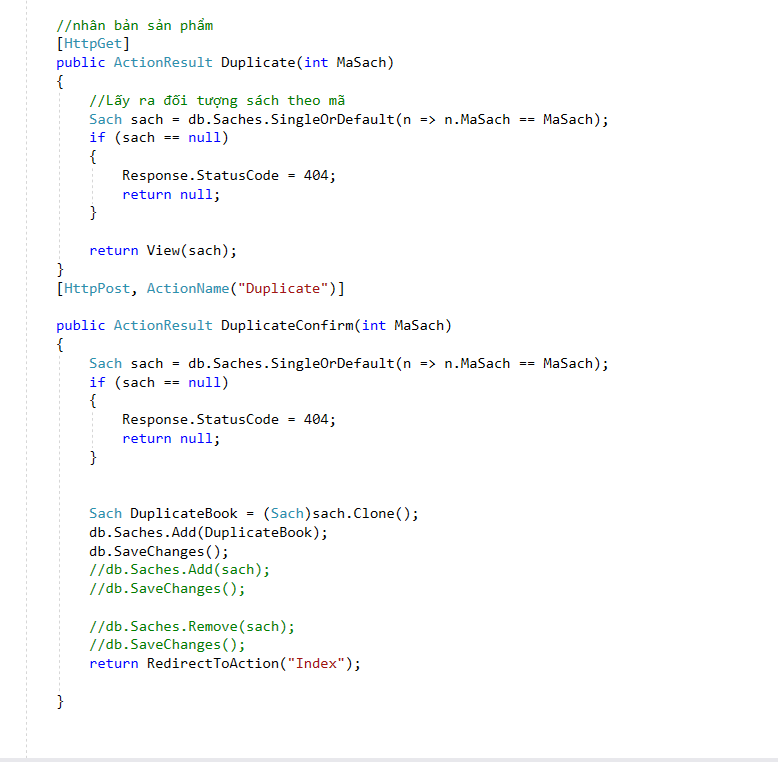 //nhân bản sản phẩm
[HttpGet]
public ActionResult Duplicate(int MaSach)
{
//Lấy ra đối tượng sách theo mã
Sach sach = db.Saches.SingleOrDefault(n => n.MaSach == MaSach);
if (sach == null)
{
Response.StatusCode = 404;
return null;
}
return View(sach);
}
[HttpPost, ActionName("Duplicate")]
public ActionResult DuplicateConfirm(int MaSach)
{
Sach sach = db.Saches.SingleOrDefault(n => n.MaSach == MaSach);
if (sach == null)
{
Response.StatusCode = 404;
return null;
}
Sach DuplicateBook = (Sach)sach.Clone();
db.Saches.Add(DuplicateBook);
db.SaveChanges();
//db.Saches.Add(sach);
//db.SaveChanges();
//db.Saches.Remove(sach);
//db.SaveChanges();
return RedirectToAction("Index");
}